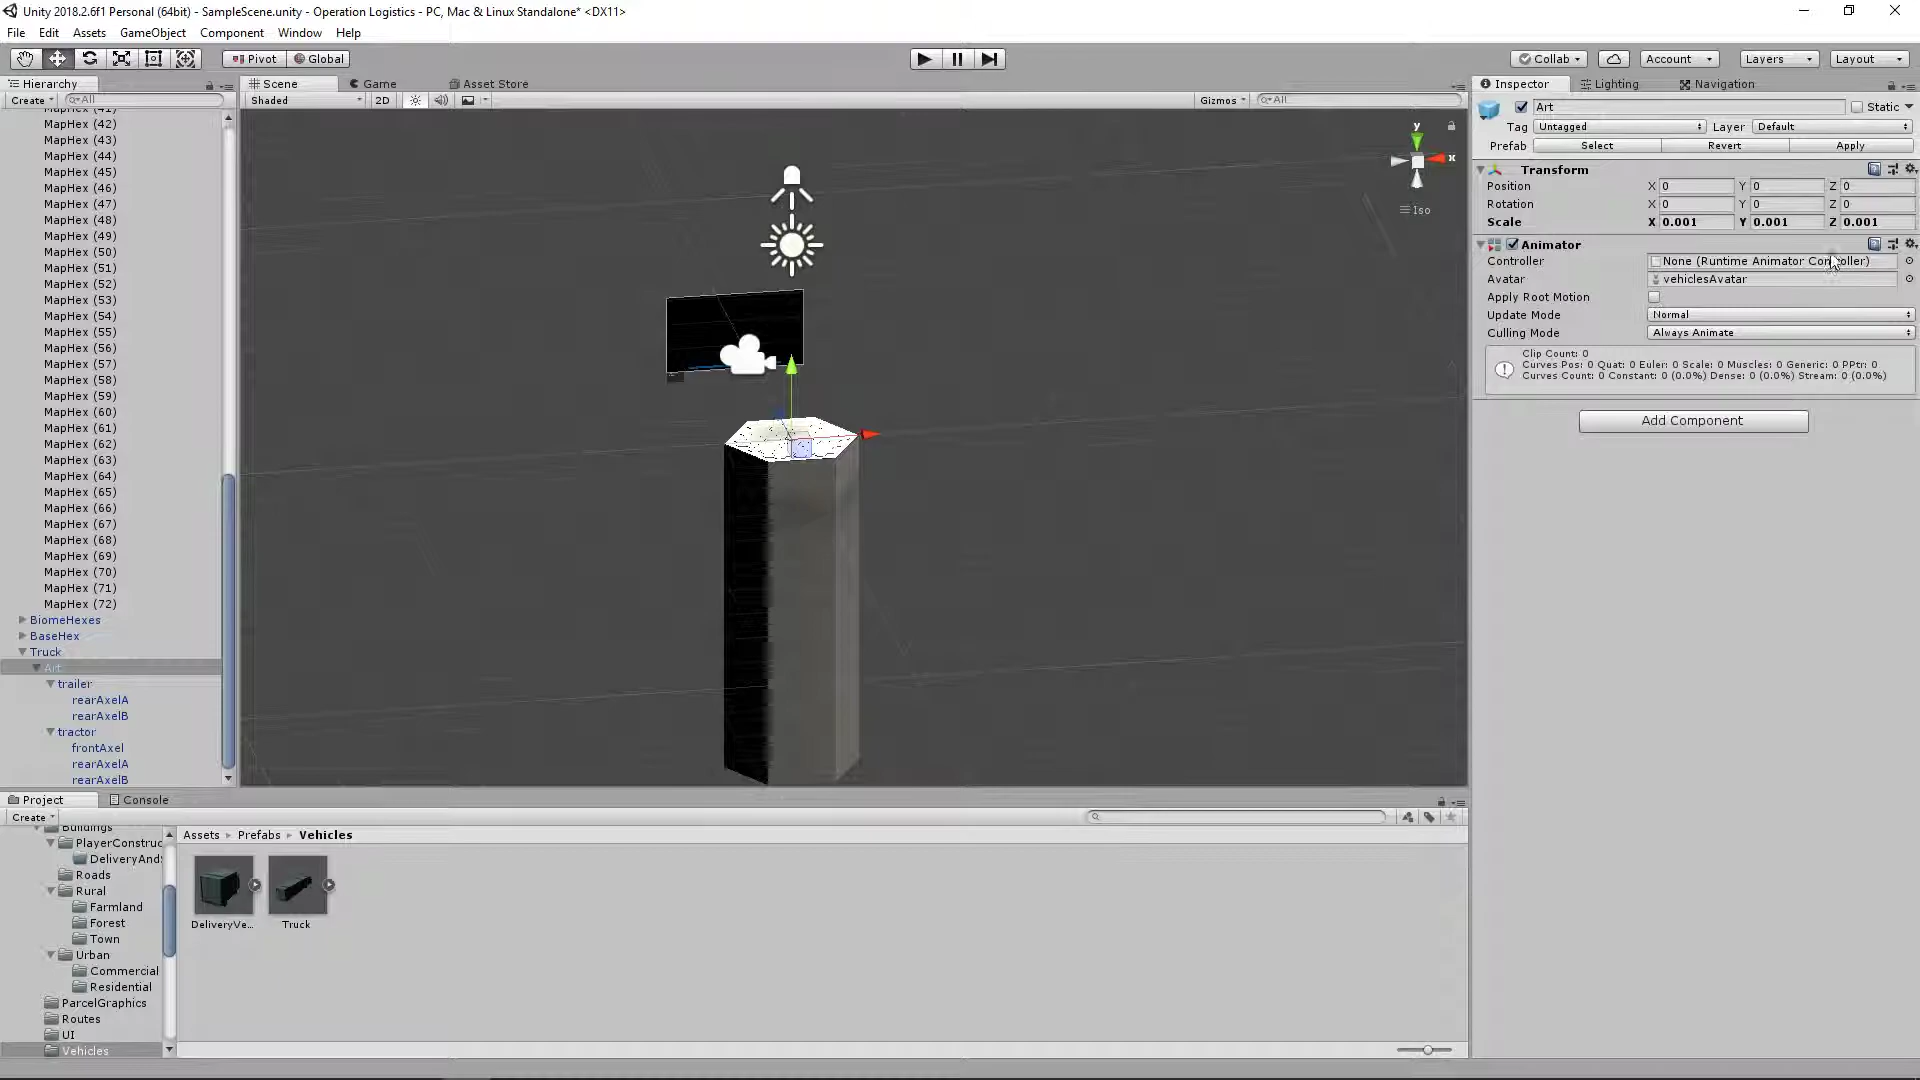 Unity 2018.2.6f1 Personal (64bit) - SampleScene.unity - Operation Logistics - PC, Mac & Linux Standalone* <DX11>
File Edit Assets GameObject Component Window Help
Pivot Global Collab Account Layers Layout
Hierarchy Scene Game Asset Store Inspector Lighting Navigation
Create All Shaded 2D Gizmos All
Art Static
Tag Untagged Layer Default
Prefab Select Revert Apply
Transform
Position X 0 Y 0 Z 0
Rotation X 0 Y 0 Z 0
Scale X 0.001 Y 0.001 Z 0.001
Animator
Controller None (Runtime Animator Controller)
Avatar vehiclesAvatar
Apply Root Motion
Update Mode Normal
Culling Mode Always Animate
Clip Count: 0
Curves Pos: 0 Quat: 0 Euler: 0 Scale: 0 Muscles: 0 Generic: 0 PPtr: 0
Curves Count: 0 Constant: 0 (0.0%) Dense: 0 (0.0%) Stream: 0 (0.0%)
Add Component
y
x
Iso
MapHex (41)
MapHex (42)
MapHex (43)
MapHex (44)
MapHex (45)
MapHex (46)
MapHex (47)
MapHex (48)
MapHex (49)
MapHex (50)
MapHex (51)
MapHex (52)
MapHex (53)
MapHex (54)
MapHex (55)
MapHex (56)
MapHex (57)
MapHex (58)
MapHex (59)
MapHex (60)
MapHex (61)
MapHex (62)
MapHex (63)
MapHex (64)
MapHex (65)
MapHex (66)
MapHex (67)
MapHex (68)
MapHex (69)
MapHex (70)
MapHex (71)
MapHex (72)
BiomeHexes
BaseHex
Truck
Art
trailer
rearAxelA
rearAxelB
tractor
frontAxel
rearAxelA
rearAxelB
Project Console
Create
Buildings
PlayerConstruc
DeliveryAnd
Roads
Rural
Farmland
Forest
Town
Urban
Commercial
Residential
ParcelGraphics
Routes
UI
Vehicles
Assets Prefabs Vehicles
DeliveryVe... Truck